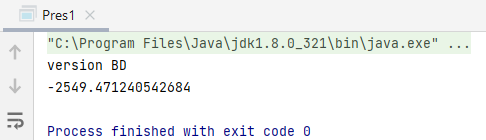 Pres1
"C:\Program Files\Java\jdk1.8.0_321\bin\java.exe" ...
version BD
-2549.471240542684
Process finished with exit code 0